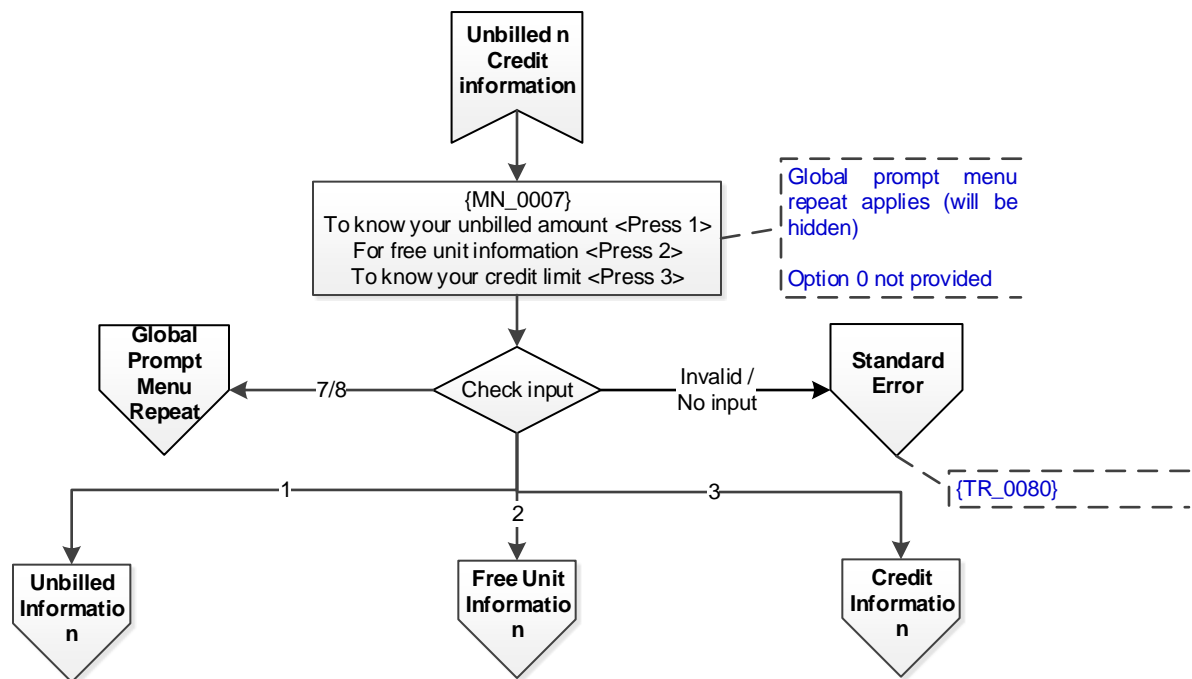 Unbilled n
Credit
information
{MN_0007}
To know your unbilled amount <Press 1>
For free unit information <Press 2>
To know your credit limit <Press 3>
Global prompt menu
repeat applies (will be
hidden)
Option 0 not provided
Global
Prompt
Menu
Repeat
7/8
Check input
Invalid /
No input
Standard
Error
{TR_0080}
1
2
3
Unbilled
Informatio
n
Free Unit
Informatio
n
Credit
Informatio
n